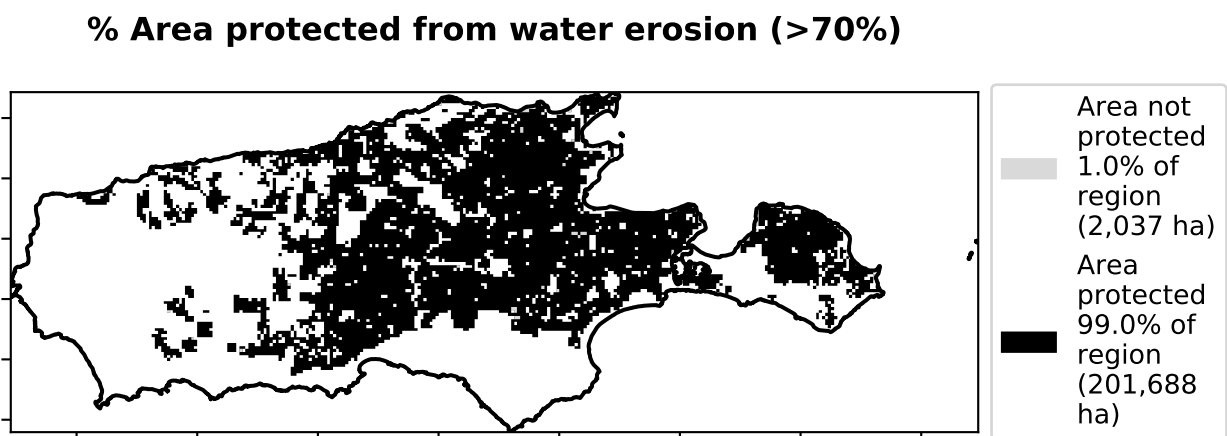 % Area protected from water erosion (>70%)
Area not
protected
1.0% of
region
(2,037 ha)
Area
protected
99.0% of
region
(201,688
ha)